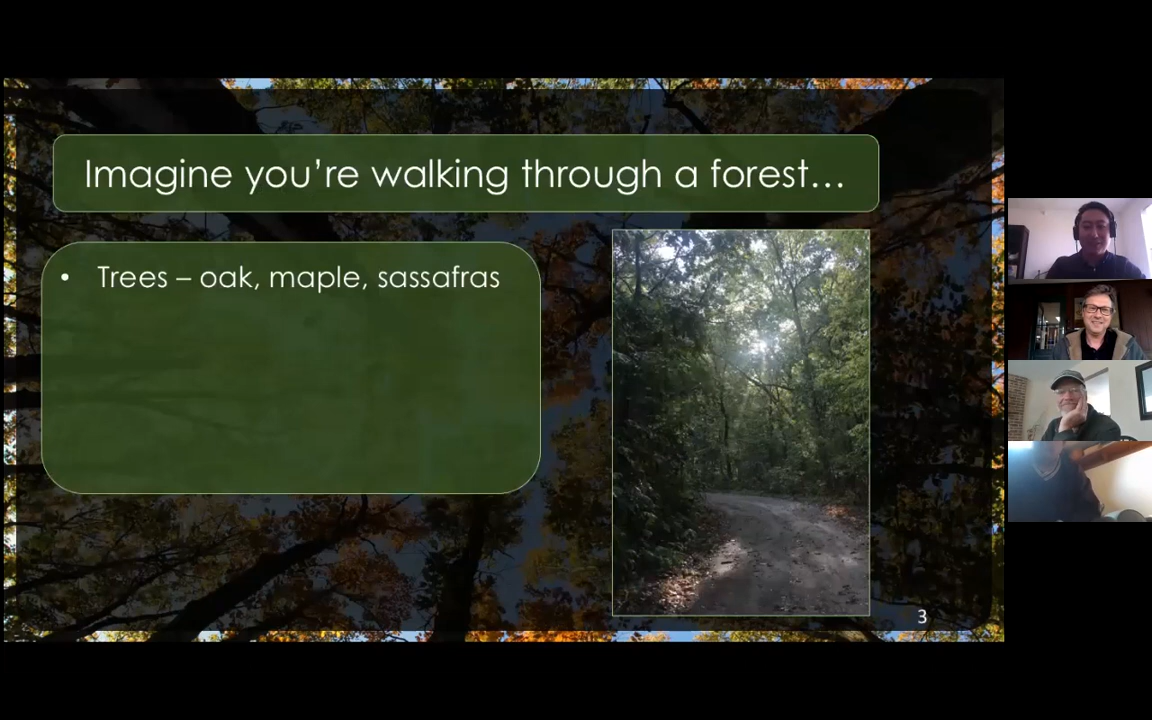 Imagine you’re walking through a forest…
• Trees – oak, maple, sassafras
3